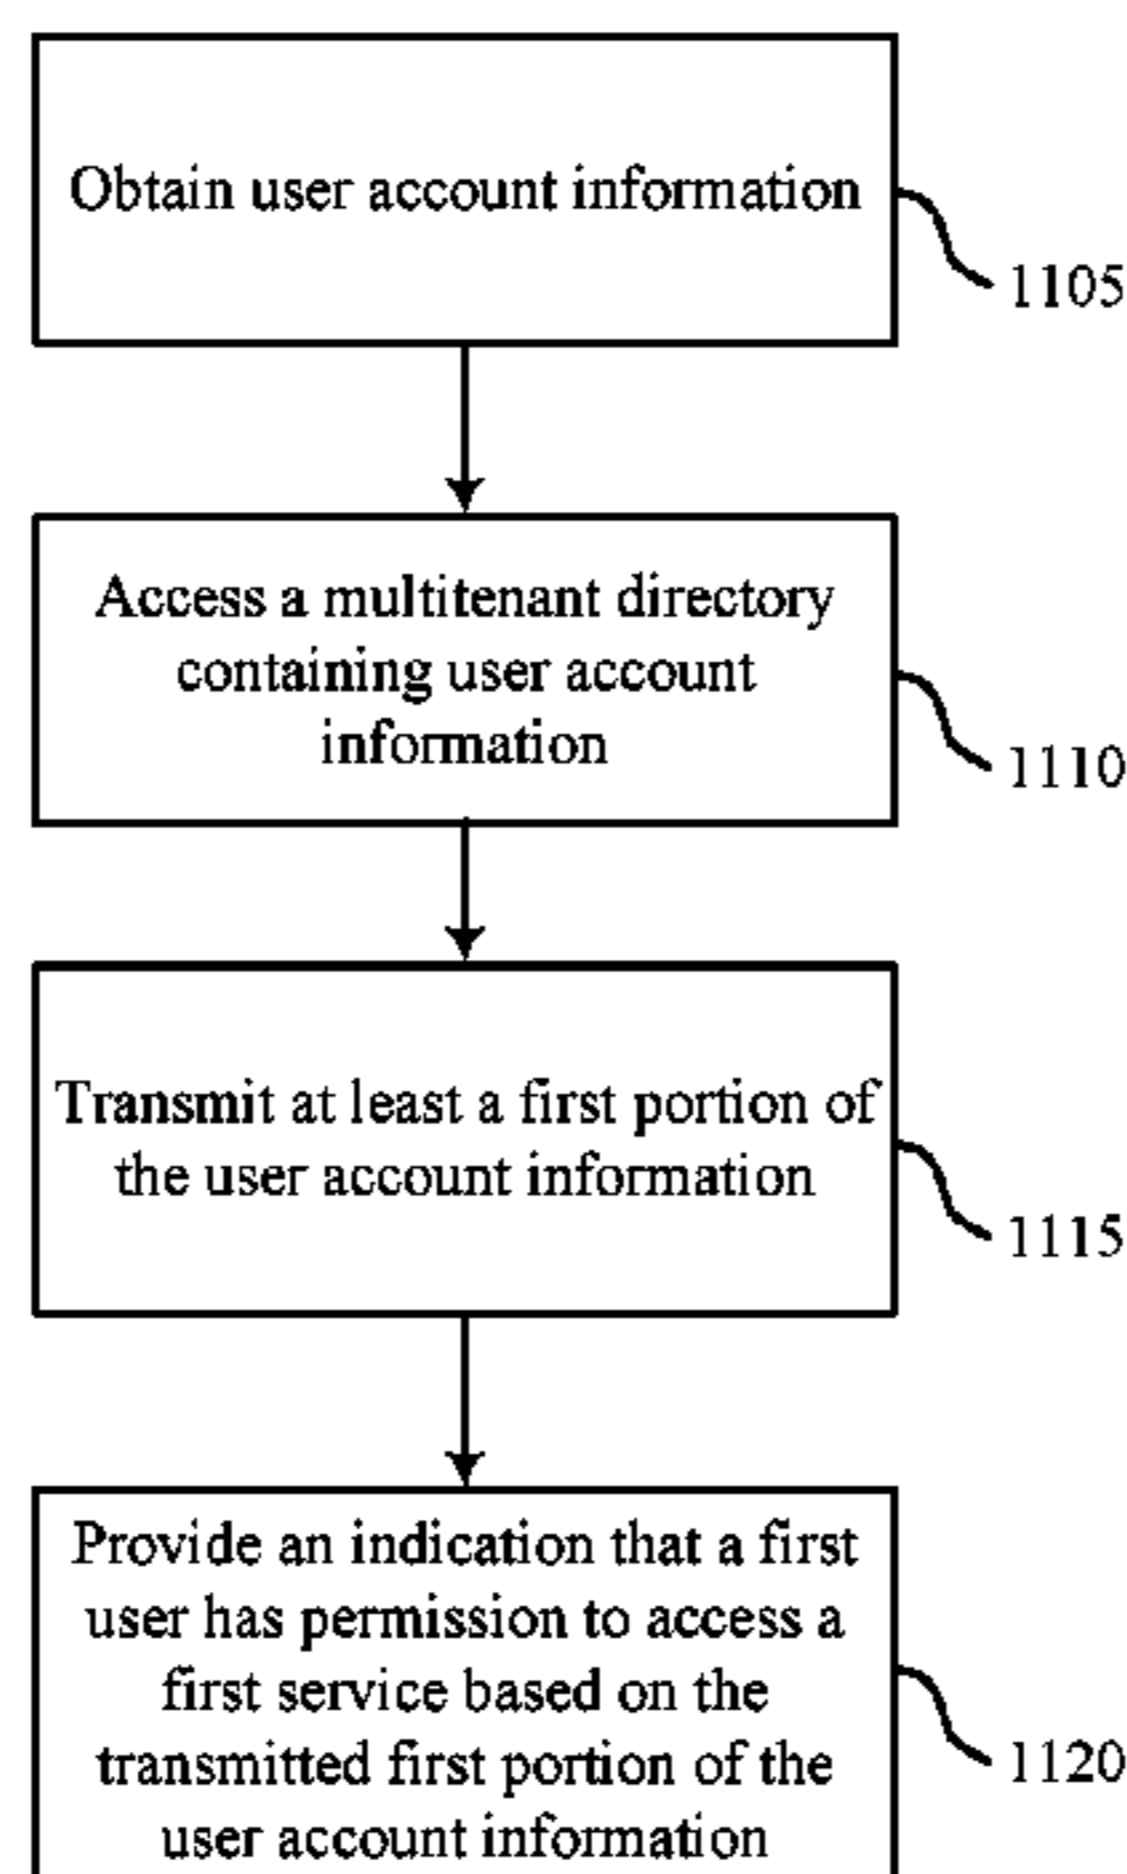 Obtain user account information
1105
Access a multitenant directory
containing user account
information
1110
Transmit at least a first portion of
the user account information
1115
Provide an indication that a first
user has permission to access a
first service based on the
transmitted first portion of the
user account information
1120